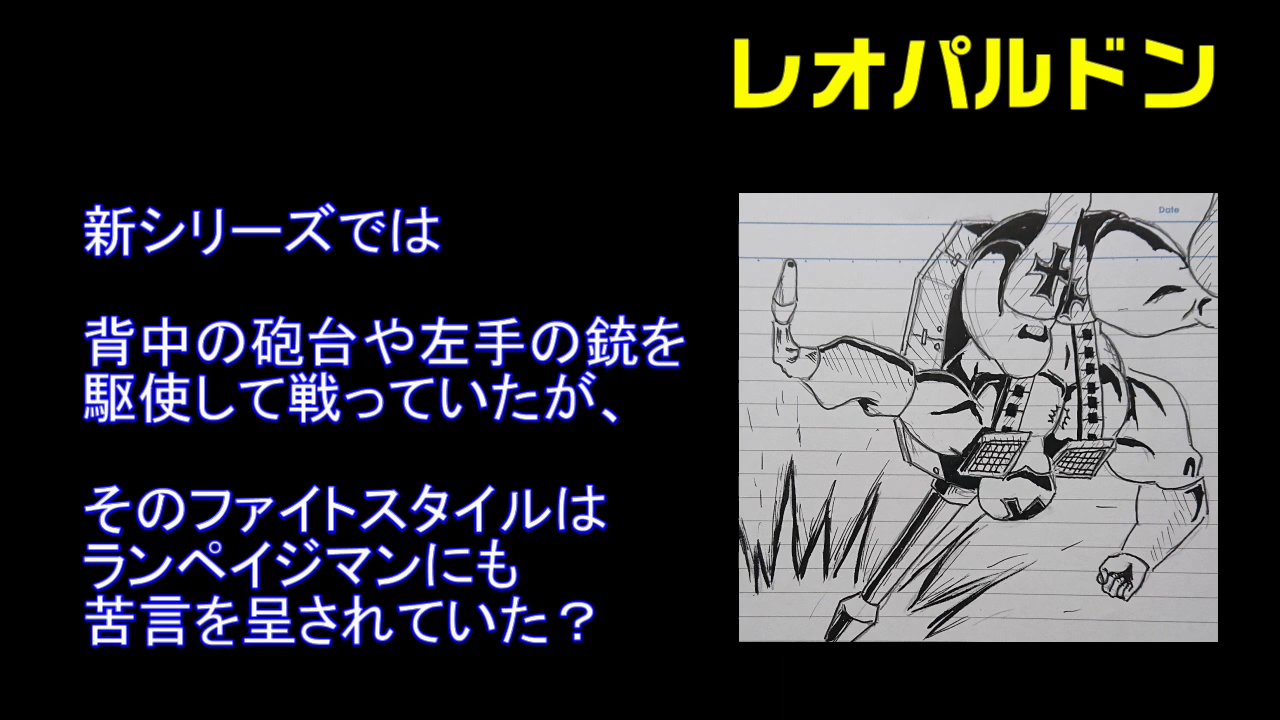 レオパルドン
新シリーズでは
背中の砲台や左手の銃を
駆使して戦っていたが、
そのファイトスタイルは
ランペイジマンにも
苦言を呈されていた？
Date